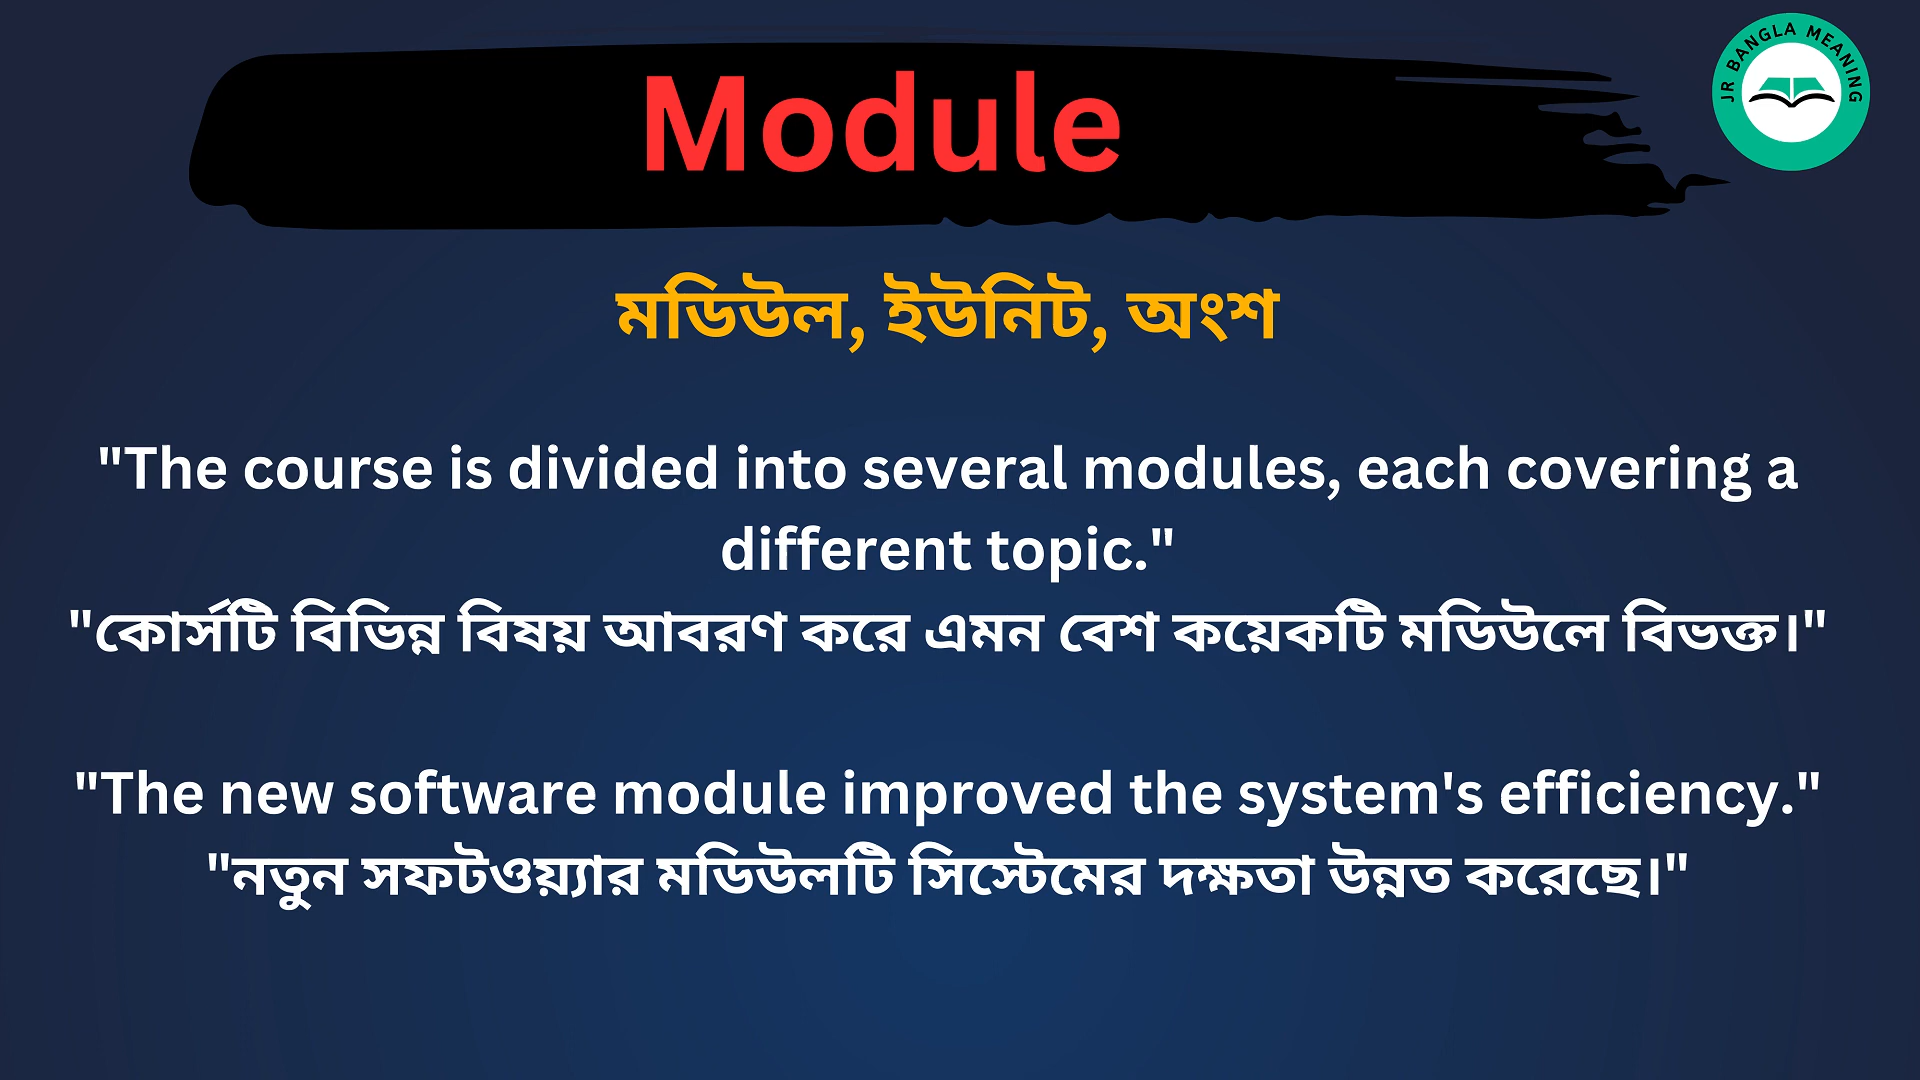 JR BANGLA MEANING
Module
মডিউল, ইউনিট, অংশ
"The course is divided into several modules, each covering a
different topic."
"কোর্সটি বিভিন্ন বিষয় আবরণ করে এমন বেশ কয়েকটি মডিউলে বিভক্ত।"
"The new software module improved the system's efficiency."
"নতুন সফটওয়্যার মডিউলটি সিস্টেমের দক্ষতা উন্নত করেছে।"